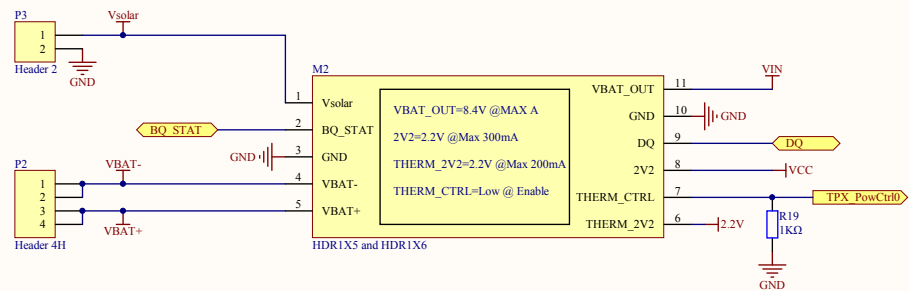 P3
Vsolar
1
2
Header 2
GND
M2
1
Vsolar
BQ_STAT
2
BQ_STAT
GND
3
GND
P2
VBAT-
1
2
3
4
4
VBAT-
5
VBAT+
VBAT+
Header 4H
HDR1X5 and HDR1X6
VBAT_OUT=8.4V @MAX A
2V2=2.2V @Max 300mA
THERM_2V2=2.2V @Max 200mA
THERM_CTRL=Low @ Enable
VBAT_OUT
11
VIN
GND
10
GND
DQ
9
DQ
2V2
8
VCC
THERM_CTRL
7
TPX_PowCtrl0
THERM_2V2
6
2.2V
R19
1KΩ
GND